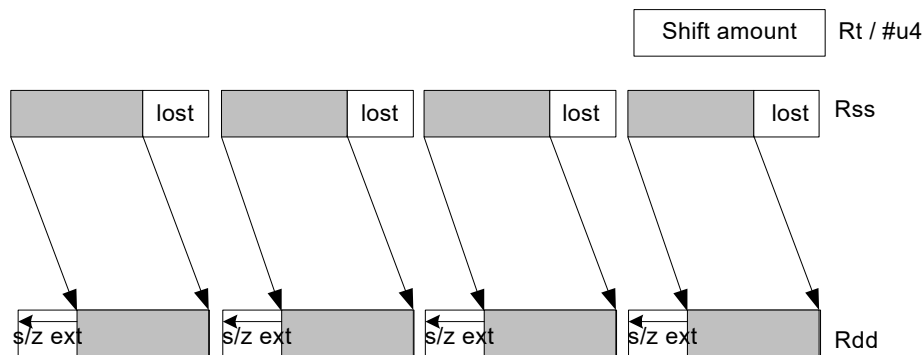 Shift amount Rt / #u4
lost lost lost lost Rss
s/z ext s/z ext s/z ext s/z ext Rdd